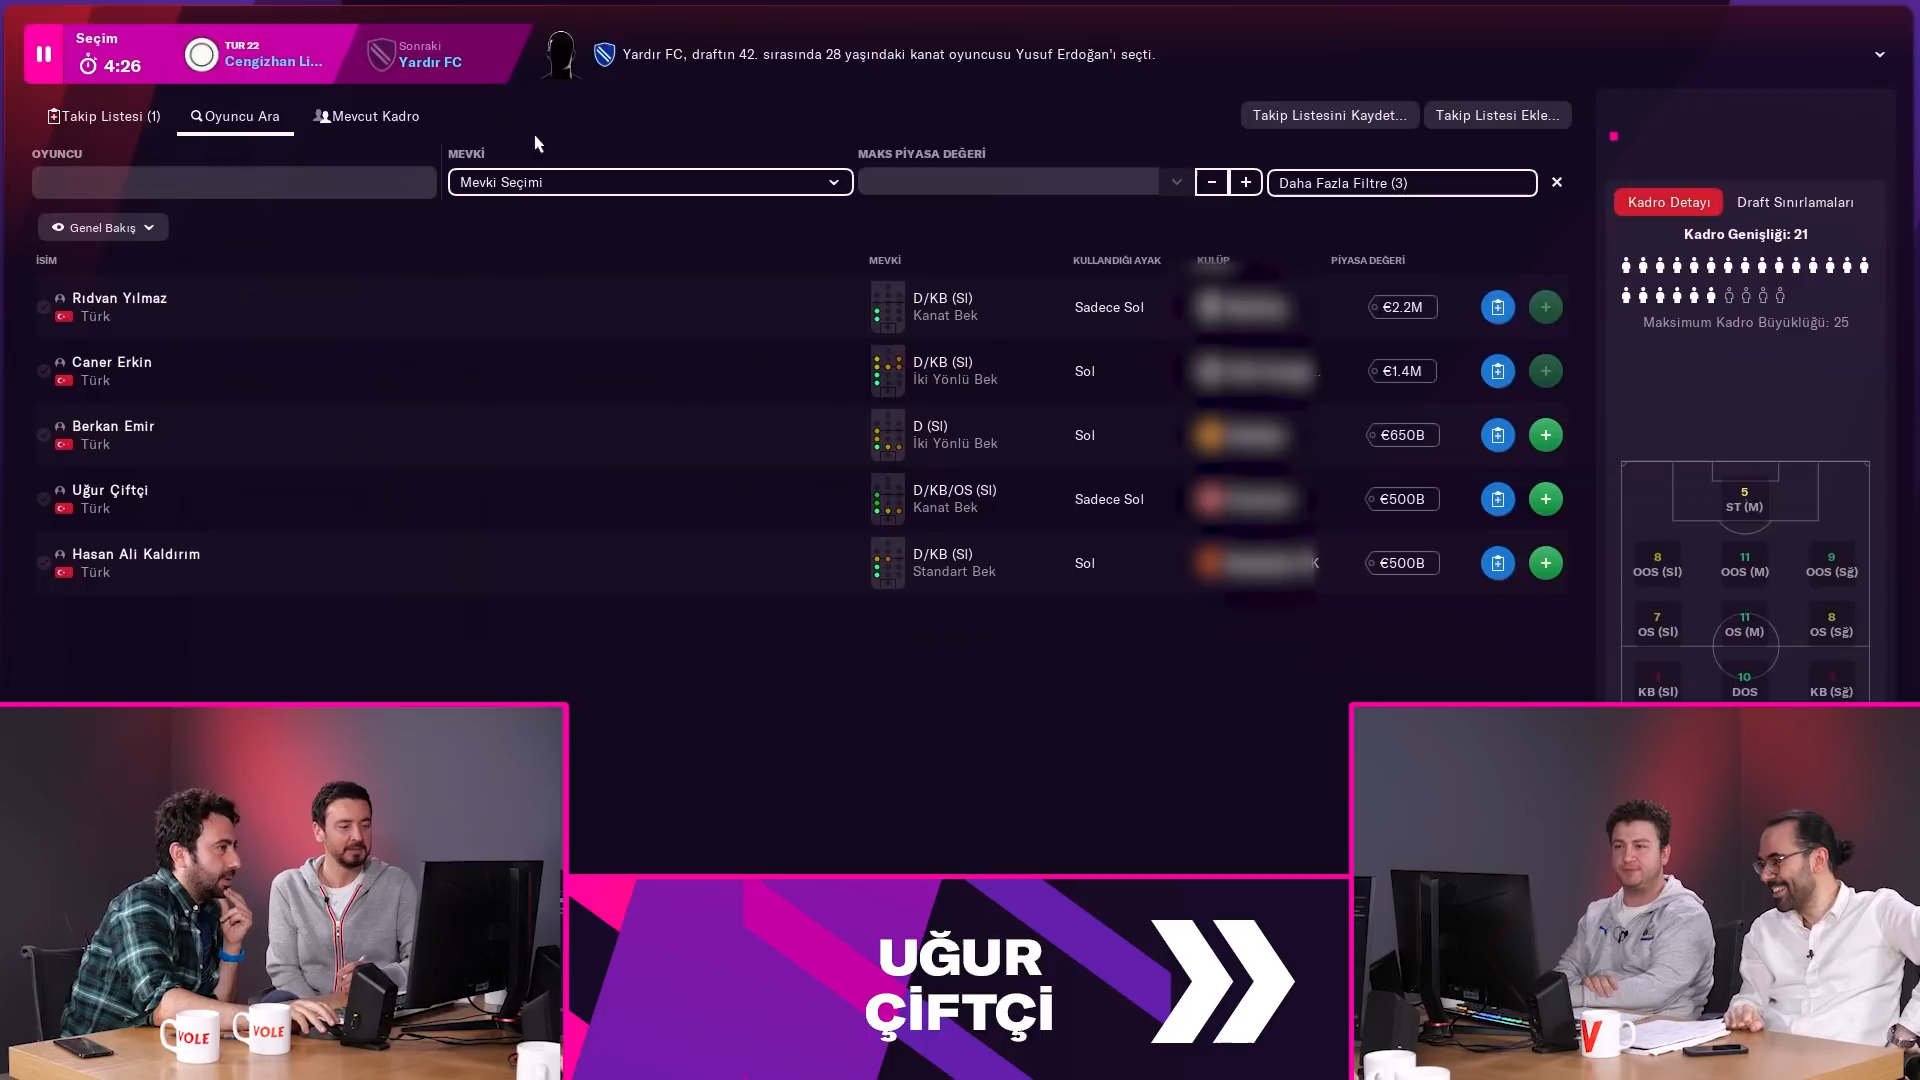 Seçim
4:26
TUR 22
Cengizhan Li...
Sonraki
Yardır FC
Yardır FC, draftın 42. sırasında 28 yaşındaki kanat oyuncusu Yusuf Erdoğan'ı seçti.
Takip Listesi (1)
Oyuncu Ara
Mevcut Kadro
Takip Listesini Kaydet...
Takip Listesi Ekle...
OYUNCU
MEVKİ
MAKS PİYASA DEĞERİ
Mevki Seçimi
Daha Fazla Filtre (3)
Genel Bakış
İSİM
MEVKİ
KULLANDIĞI AYAK
KULÜP
PİYASA DEĞERİ
Rıdvan Yılmaz
Türk
D/KB (Sl)
Kanat Bek
Sadece Sol
€2.2M
Caner Erkin
Türk
D/KB (Sl)
İki Yönlü Bek
Sol
€1.4M
Berkan Emir
Türk
D (Sl)
İki Yönlü Bek
Sol
€650B
Uğur Çiftçi
Türk
D/KB/OS (Sl)
Kanat Bek
Sadece Sol
€500B
Hasan Ali Kaldırım
Türk
D/KB (Sl)
Standart Bek
Sol
€500B
Kadro Detayı
Draft Sınırlamaları
Kadro Genişliği: 21
Maksimum Kadro Büyüklüğü: 25
5
ST (M)
8
OOS (Sl)
11
OOS (M)
9
OOS (Sğ)
7
OS (Sl)
11
OS (M)
8
OS (Sğ)
KB (Sl)
10
DOS
KB (Sğ)
UĞUR
ÇİFTÇİ
VOLE
VOLE
V